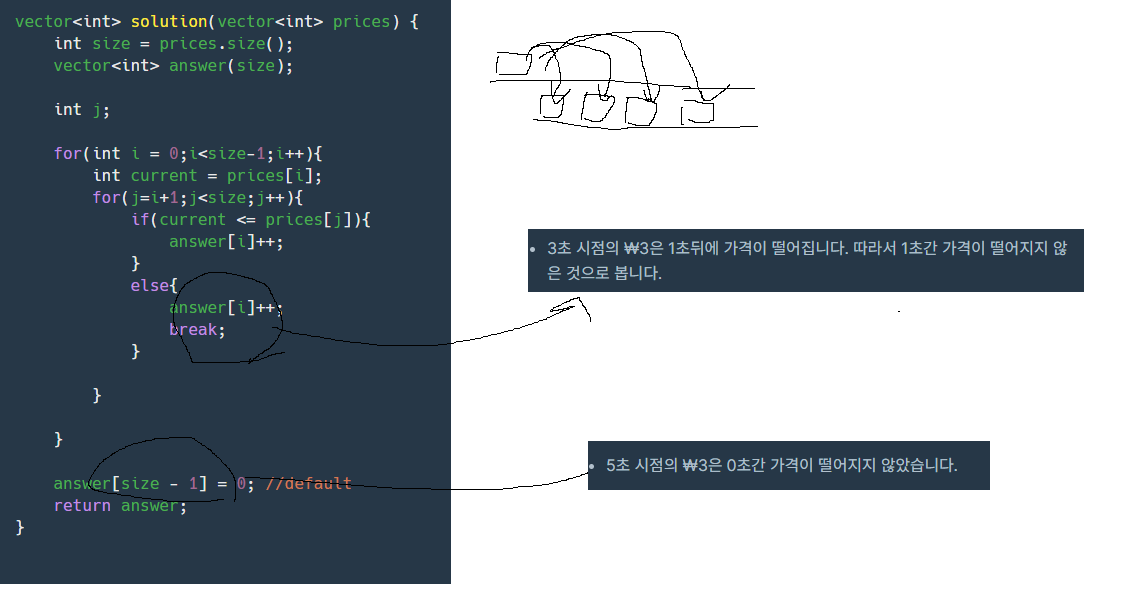 vector<int> solution(vector<int> prices) {
    int size = prices.size();
    vector<int> answer(size);
    int j;
    for(int i = 0;i<size-1;i++){
        int current = prices[i];
        for(j=i+1;j<size;j++){
            if(current <= prices[j]){
                answer[i]++;
            }
            else{
                answer[i]++;
                break;
            }
        }
    }
    answer[size - 1] = 0; //default
    return answer;
}
• 3초 시점의 ₩3은 1초뒤에 가격이 떨어집니다. 따라서 1초간 가격이 떨어지지 않
은 것으로 봅니다.
• 5초 시점의 ₩3은 0초간 가격이 떨어지지 않았습니다.